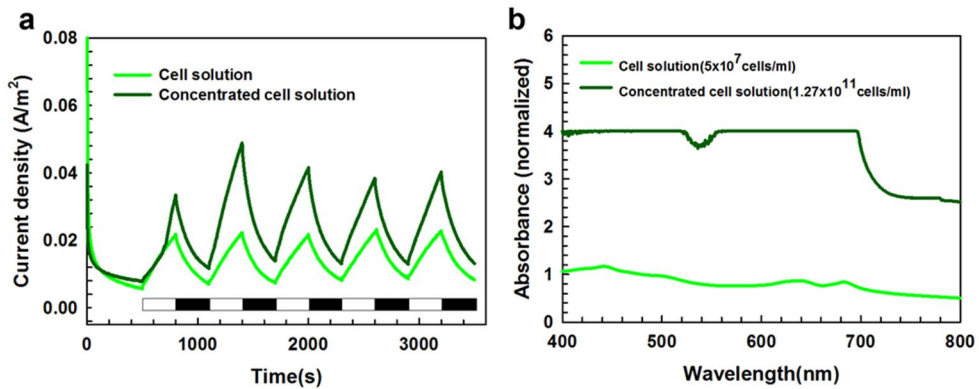 a
Current density (A/m²)
0.08
0.06
0.04
0.02
0.00
Cell solution
Concentrated cell solution
0
1000
2000
3000
Time(s)
b
Absorbance (normalized)
6
5
4
3
2
1
0
Cell solution(5x10⁷cells/ml)
Concentrated cell solution(1.27x10¹¹cells/ml)
400
500
600
700
800
Wavelength(nm)